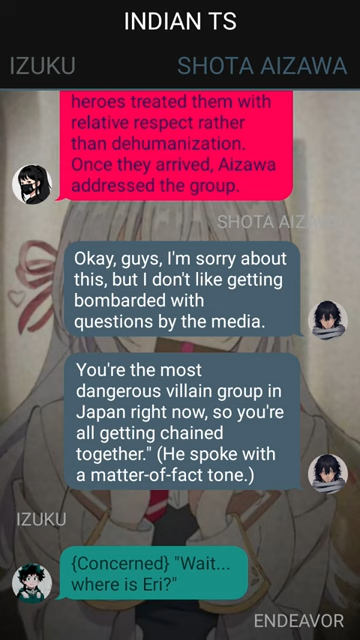 INDIAN TS
IZUKU
SHOTA AIZAWA
heroes treated them with
relative respect rather
than dehumanization.
Once they arrived, Aizawa
addressed the group.
SHOTA AIZAWA
Okay, guys, I'm sorry about
this, but I don't like getting
bombarded with
questions by the media.
You're the most
dangerous villain group in
Japan right now, so you're
all getting chained
together." (He spoke with
a matter-of-fact tone.)
IZUKU
{Concerned} "Wait...
where is Eri?"
ENDEAVOR